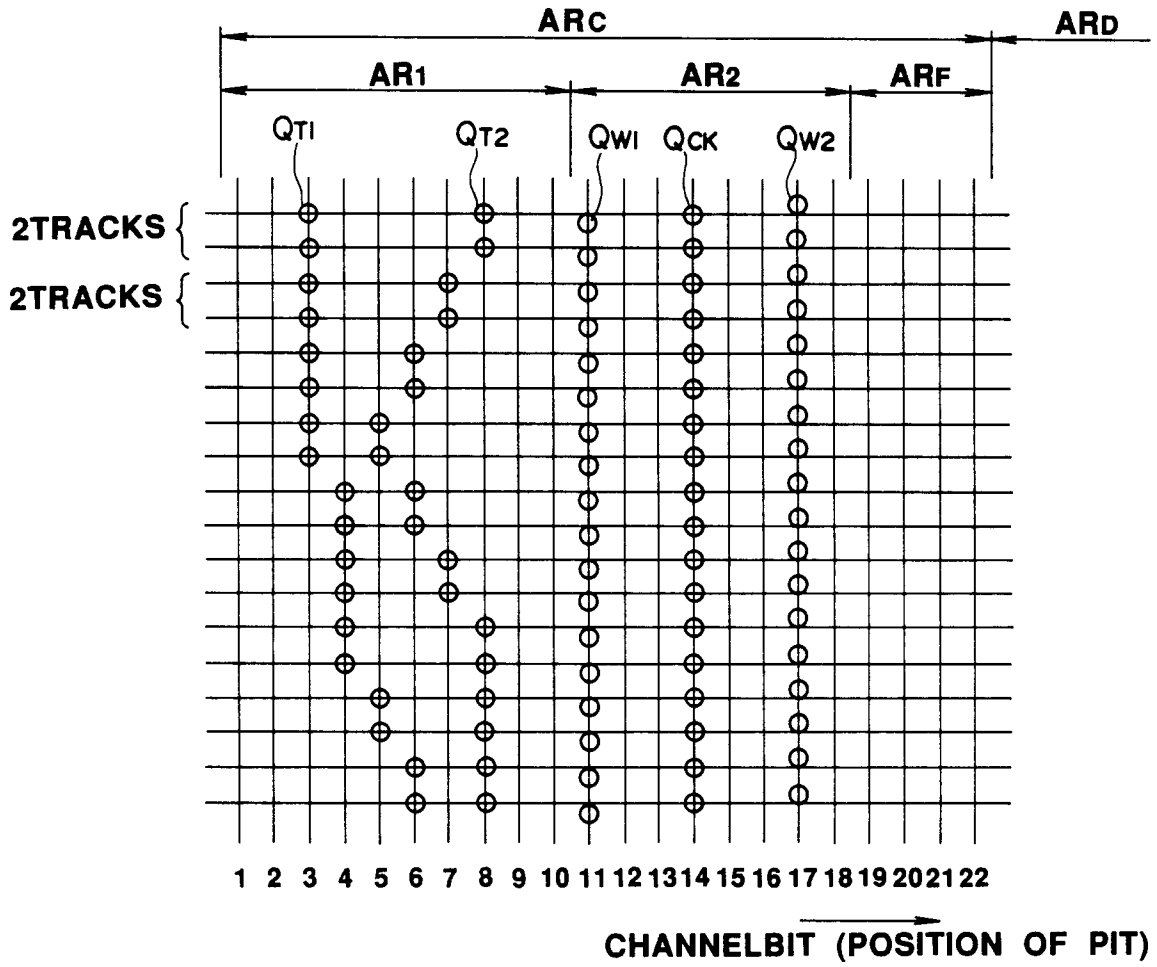 ARC ARD
AR1 AR2 ARF
QT1 QT2 QW1 QCK QW2
2TRACKS
2TRACKS
1 2 3 4 5 6 7 8 9 10 11 12 13 14 15 16 17 18 19 20 21 22
CHANNELBIT (POSITION OF PIT)